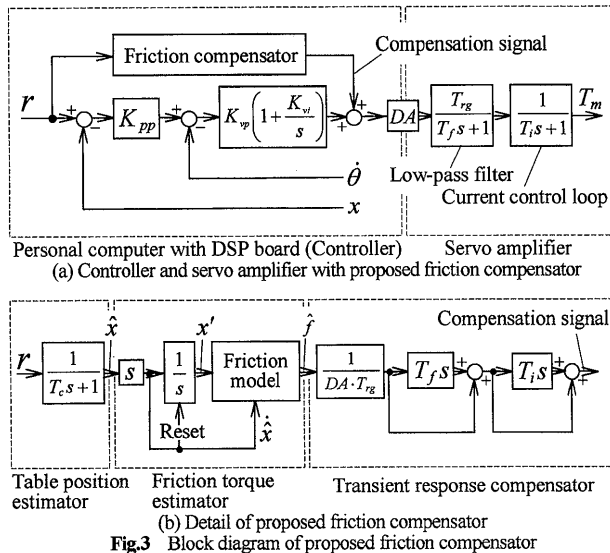 Friction compensator
Compensation signal
r
+
−
K_pp
+
−
K_vp(1+K_vi/s)
+
+
DA
T_rg/(T_f s+1)
1/(T_i s+1)
T_m
Low-pass filter
Current control loop
θ̇
x
Personal computer with DSP board (Controller)
Servo amplifier
(a) Controller and servo amplifier with proposed friction compensator
Compensation signal
r
1/(T_c s+1)
x̂
s
1/s
x′
Friction model
f̂
1/(DA·T_rg)
T_f s
+
+
T_i s
+
+
Reset
x̂̇
Table position estimator
Friction torque estimator
Transient response compensator
(b) Detail of proposed friction compensator
Fig.3 Block diagram of proposed friction compensator